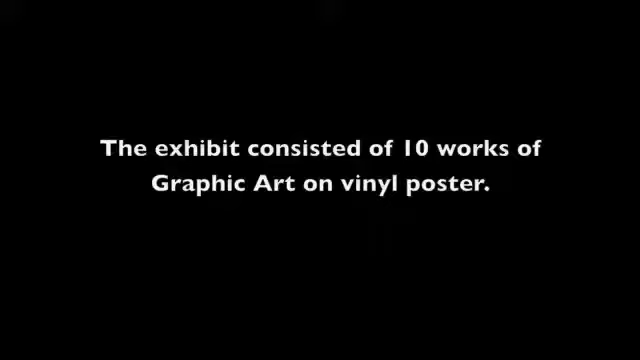 The exhibit consisted of 10 works of
Graphic Art on vinyl poster.